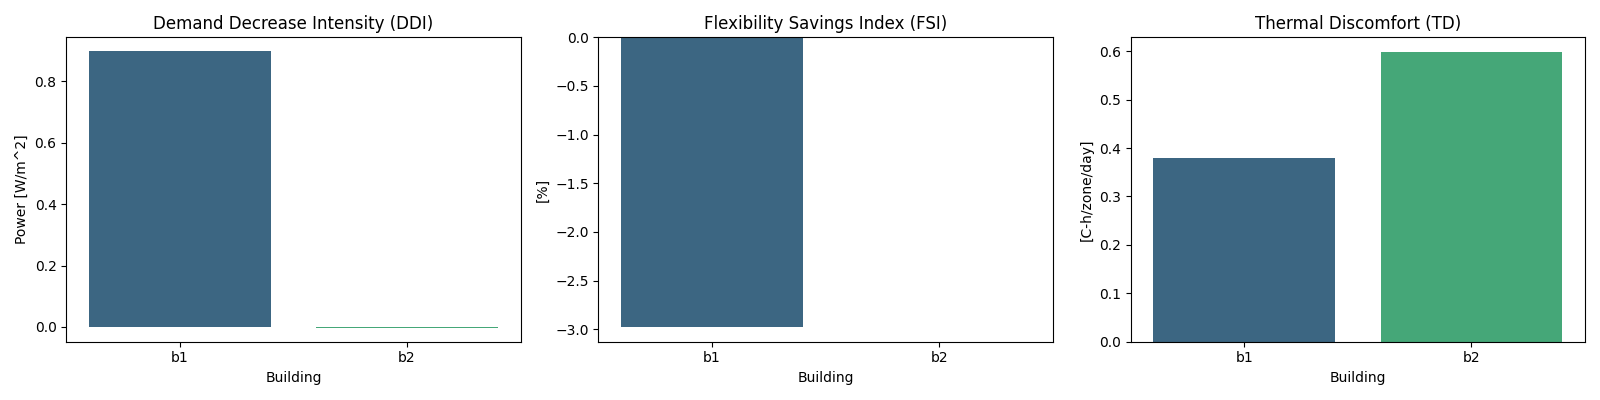 Demand Decrease Intensity (DDI)
Power [W/m^2]
0.8
0.6
0.4
0.2
0.0
b1
b2
Building
Flexibility Savings Index (FSI)
[%]
0.0
−0.5
−1.0
−1.5
−2.0
−2.5
−3.0
b1
b2
Building
Thermal Discomfort (TD)
[C-h/zone/day]
0.6
0.5
0.4
0.3
0.2
0.1
0.0
b1
b2
Building